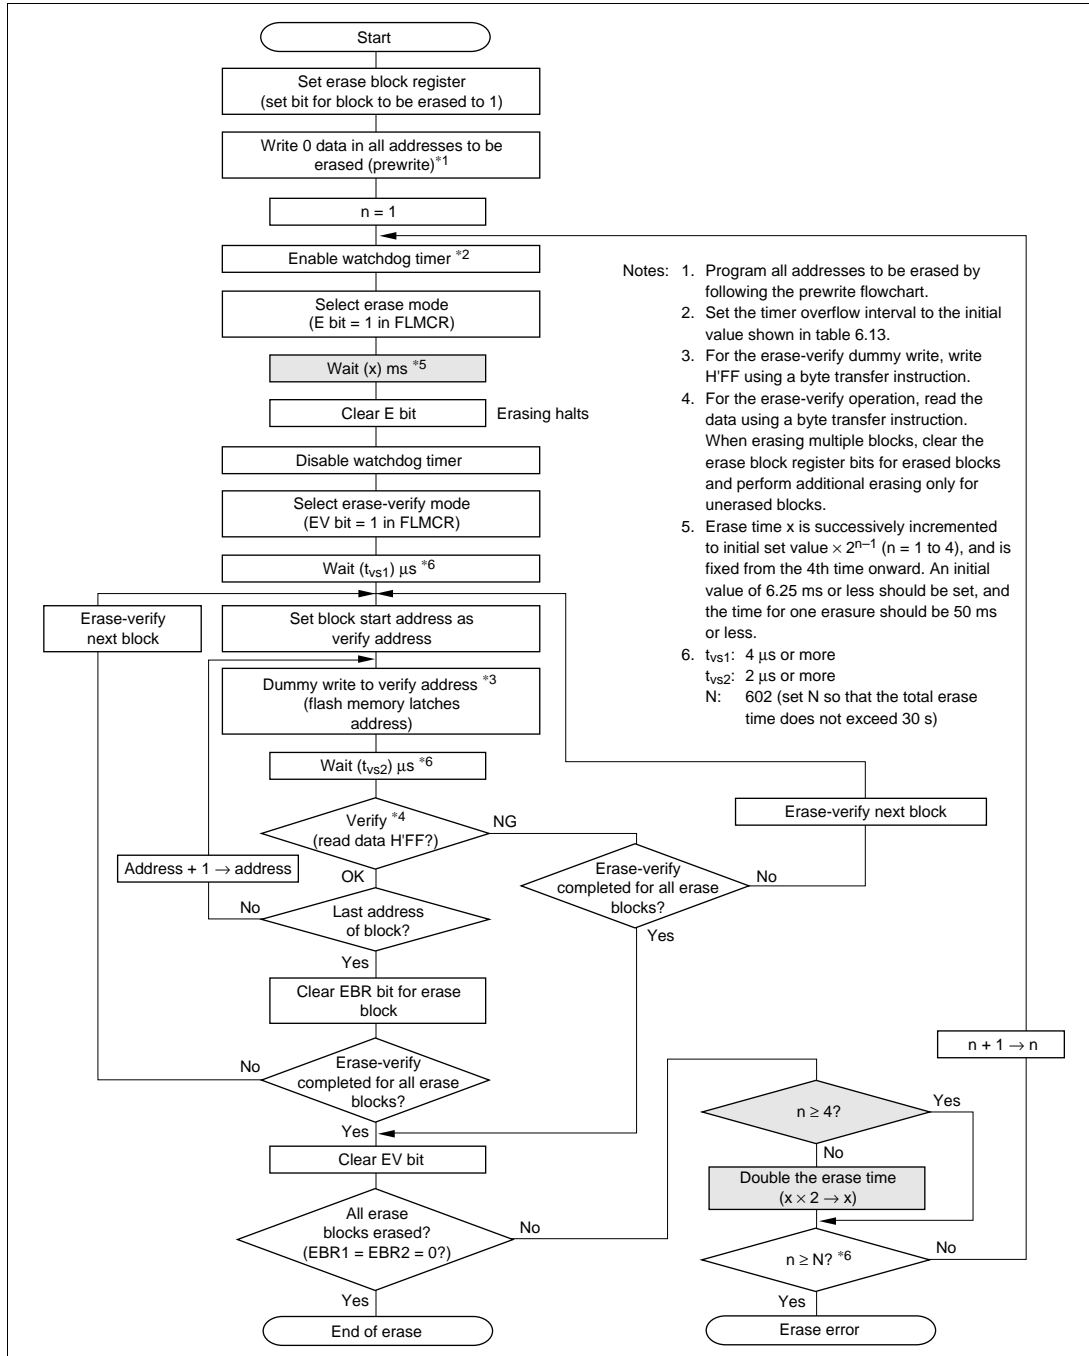 Start
Set erase block register
(set bit for block to be erased to 1)
Write 0 data in all addresses to be
erased (prewrite)*1
n = 1
Enable watchdog timer *2
Select erase mode
(E bit = 1 in FLMCR)
Wait (x) ms *5
Clear E bit
Erasing halts
Disable watchdog timer
Select erase-verify mode
(EV bit = 1 in FLMCR)
Wait (tvs1) μs *6
Erase-verify
next block
Set block start address as
verify address
Dummy write to verify address *3
(flash memory latches
address)
Wait (tvs2) μs *6
Verify *4
(read data H'FF?)
NG
OK
Address + 1 → address
No
Last address
of block?
Yes
Clear EBR bit for erase
block
No
Erase-verify
completed for all erase
blocks?
Yes
Clear EV bit
All erase
blocks erased?
(EBR1 = EBR2 = 0?)
No
Yes
End of erase
Notes: 1. Program all addresses to be erased by
following the prewrite flowchart.
2. Set the timer overflow interval to the initial
value shown in table 6.13.
3. For the erase-verify dummy write, write
H'FF using a byte transfer instruction.
4. For the erase-verify operation, read the
data using a byte transfer instruction.
When erasing multiple blocks, clear the
erase block register bits for erased blocks
and perform additional erasing only for
unerased blocks.
5. Erase time x is successively incremented
to initial set value × 2n–1 (n = 1 to 4), and is
fixed from the 4th time onward. An initial
value of 6.25 ms or less should be set, and
the time for one erasure should be 50 ms
or less.
6. tvs1: 4 μs or more
tvs2: 2 μs or more
N: 602 (set N so that the total erase
time does not exceed 30 s)
Erase-verify next block
Erase-verify
completed for all erase
blocks?
No
Yes
n + 1 → n
n ≥ 4?
Yes
No
Double the erase time
(x × 2 → x)
n ≥ N? *6
No
Yes
Erase error